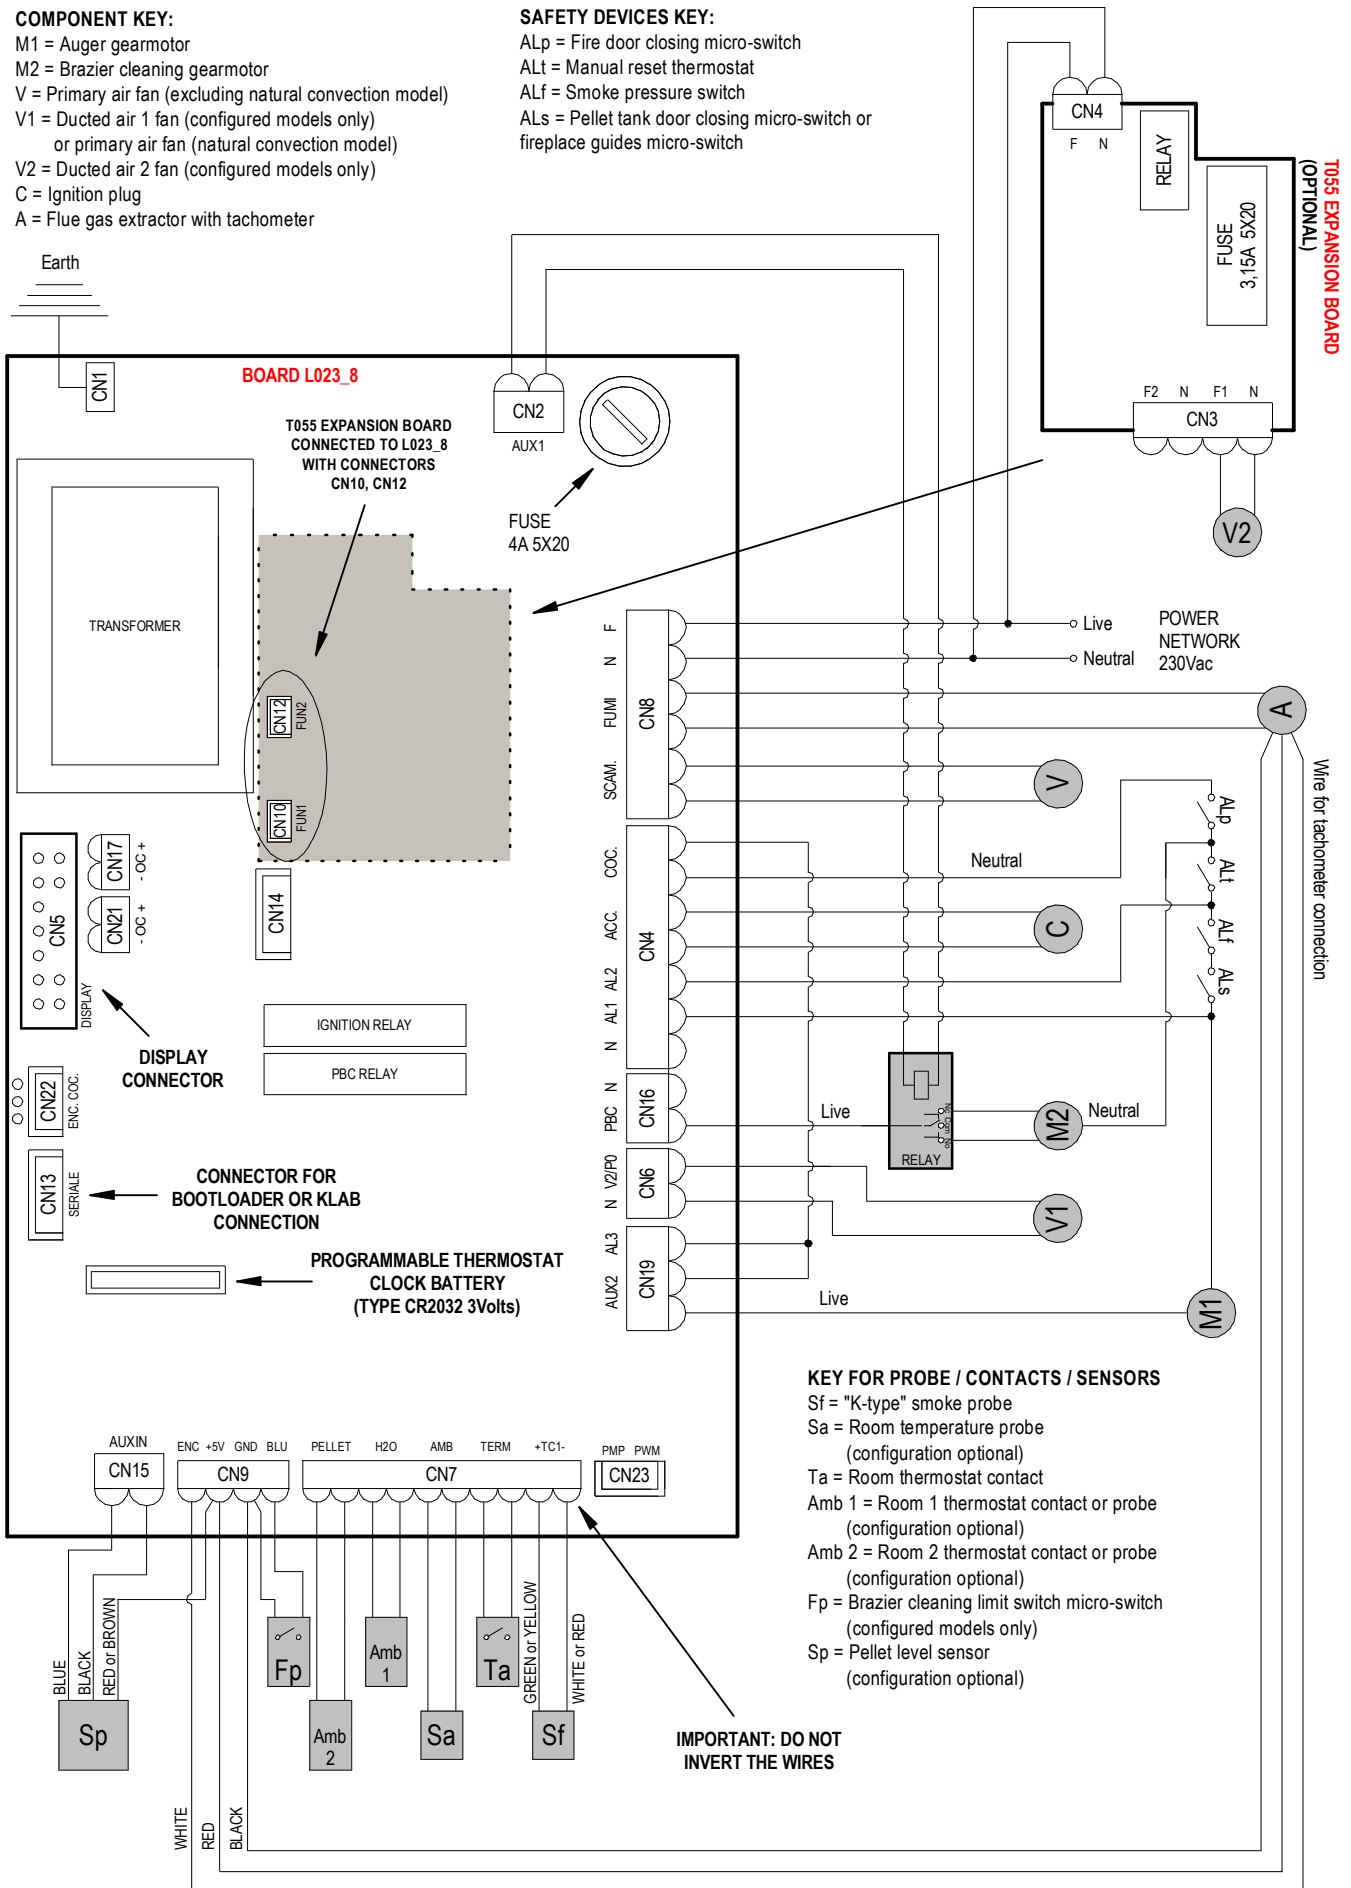 COMPONENT KEY:
M1 = Auger gearmotor
M2 = Brazier cleaning gearmotor
V = Primary air fan (excluding natural convection model)
V1 = Ducted air 1 fan (configured models only)
or primary air fan (natural convection model)
V2 = Ducted air 2 fan (configured models only)
C = Ignition plug
A = Flue gas extractor with tachometer
SAFETY DEVICES KEY:
ALp = Fire door closing micro-switch
ALt = Manual reset thermostat
ALf = Smoke pressure switch
ALs = Pellet tank door closing micro-switch or
fireplace guides micro-switch
CN4
F N
RELAY
FUSE
3,15A 5X20
T055 EXPANSION BOARD
(OPTIONAL)
F2 N F1 N
CN3
V2
Earth
CN1
BOARD L023_8
CN2
AUX1
T055 EXPANSION BOARD
CONNECTED TO L023_8
WITH CONNECTORS
CN10, CN12
FUSE
4A 5X20
TRANSFORMER
CN12
FUN2
CN10
FUN1
CN14
CN17
- OC +
CN21
- OC +
CN5
DISPLAY
DISPLAY
CONNECTOR
IGNITION RELAY
PBC RELAY
CN22
ENC. COC.
CN13
SERIALE
CONNECTOR FOR
BOOTLOADER OR KLAB
CONNECTION
PROGRAMMABLE THERMOSTAT
CLOCK BATTERY
(TYPE CR2032 3Volts)
F
N
FUMI
SCAM.
CN8
COC.
ACC.
AL2
AL1
N
CN4
N
PBC
CN16
V2/P0
N
CN6
AL3
AUX2
CN19
Live
Neutral
POWER
NETWORK
230Vac
A
Wire for tachometer connection
V
Neutral
ALp
ALt
ALf
ALs
C
Live
Nc Com No
RELAY
M2
Neutral
V1
Live
M1
KEY FOR PROBE / CONTACTS / SENSORS
Sf = "K-type" smoke probe
Sa = Room temperature probe
(configuration optional)
Ta = Room thermostat contact
Amb 1 = Room 1 thermostat contact or probe
(configuration optional)
Amb 2 = Room 2 thermostat contact or probe
(configuration optional)
Fp = Brazier cleaning limit switch micro-switch
(configured models only)
Sp = Pellet level sensor
(configuration optional)
AUXIN
CN15
ENC +5V GND BLU
CN9
PELLET H2O AMB TERM +TC1-
CN7
PMP PWM
CN23
BLUE
BLACK
RED or BROWN
Sp
Fp
Amb
2
Amb
1
Sa
Ta
GREEN or YELLOW
WHITE or RED
Sf
IMPORTANT: DO NOT
INVERT THE WIRES
WHITE
RED
BLACK